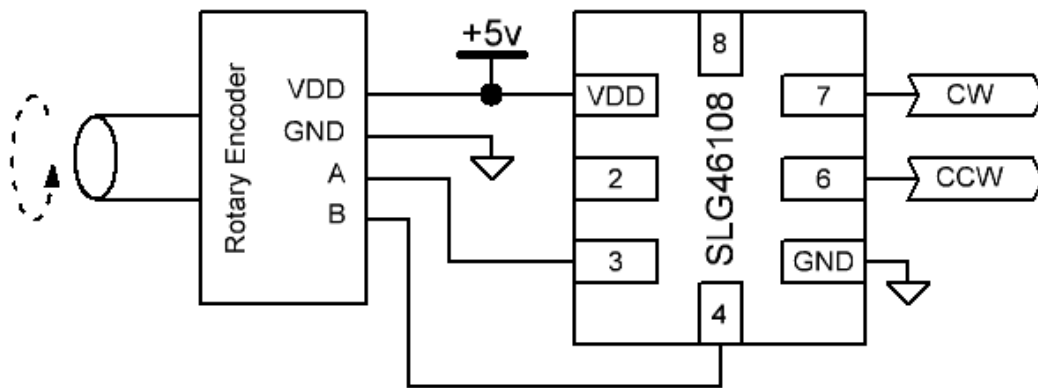 +5v
Rotary Encoder
VDD
GND
A
B
SLG46108
VDD
2
3
4
8
7
6
GND
CW
CCW